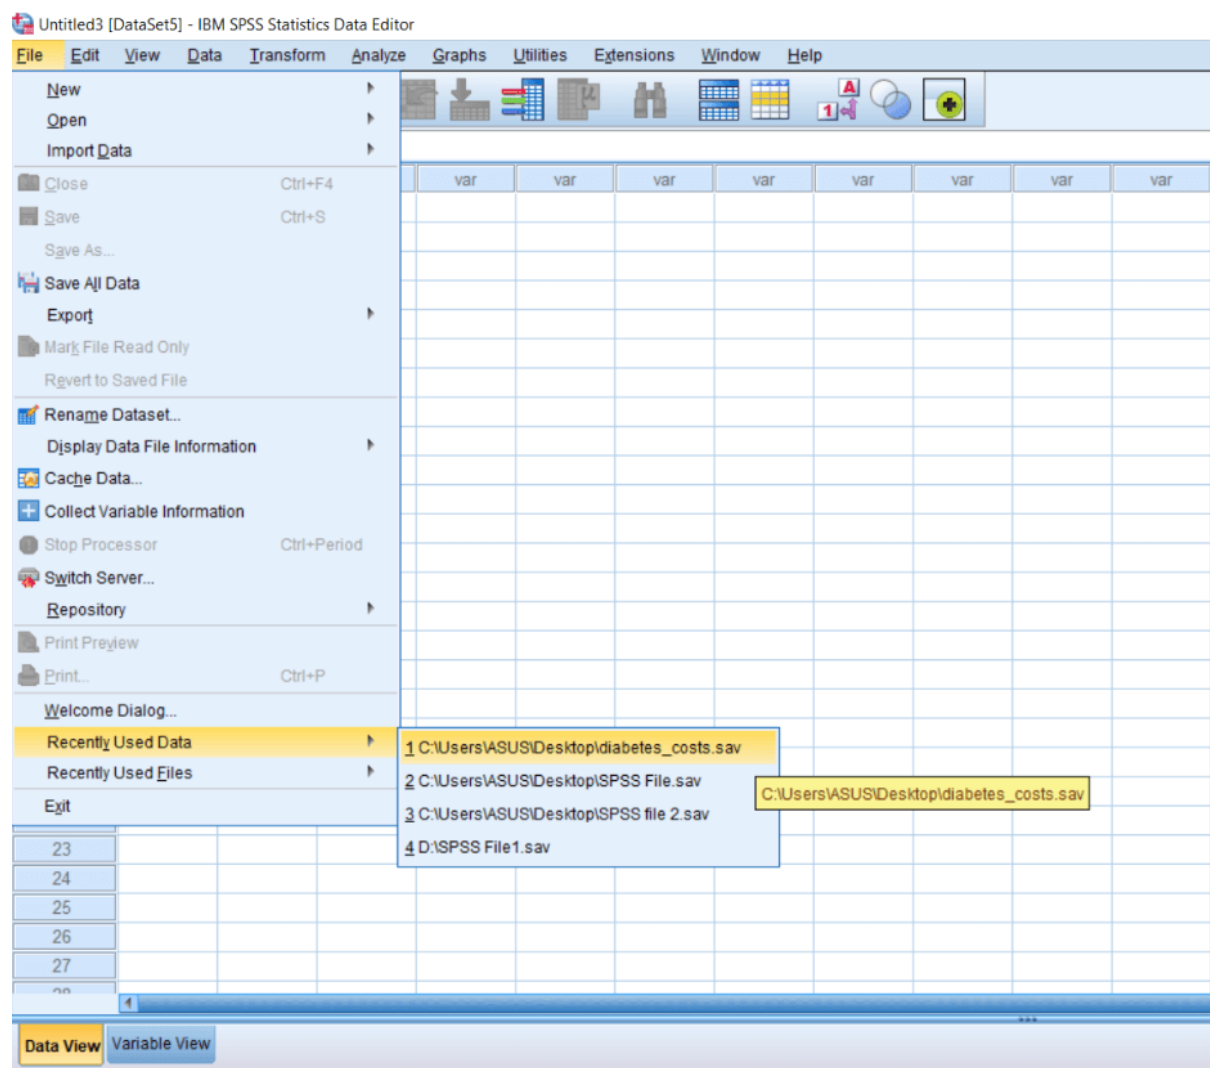 Untitled3 [DataSet5] - IBM SPSS Statistics Data Editor
File Edit View Data Transform Analyze Graphs Utilities Extensions Window Help
New
Open
Import Data
Close Ctrl+F4
var var var var var var var var
Save Ctrl+S
Save As...
Save All Data
Export
Mark File Read Only
Revert to Saved File
Rename Dataset...
Display Data File Information
Cache Data...
Collect Variable Information
Stop Processor Ctrl+Period
Switch Server...
Repository
Print Preview
Print... Ctrl+P
Welcome Dialog...
Recently Used Data
1 C:\Users\ASUS\Desktop\diabetes_costs.sav
Recently Used Files
2 C:\Users\ASUS\Desktop\SPSS File.sav
C:\Users\ASUS\Desktop\diabetes_costs.sav
Exit
3 C:\Users\ASUS\Desktop\SPSS file 2.sav
4 D:\SPSS File1.sav
23
24
25
26
27
Data View Variable View